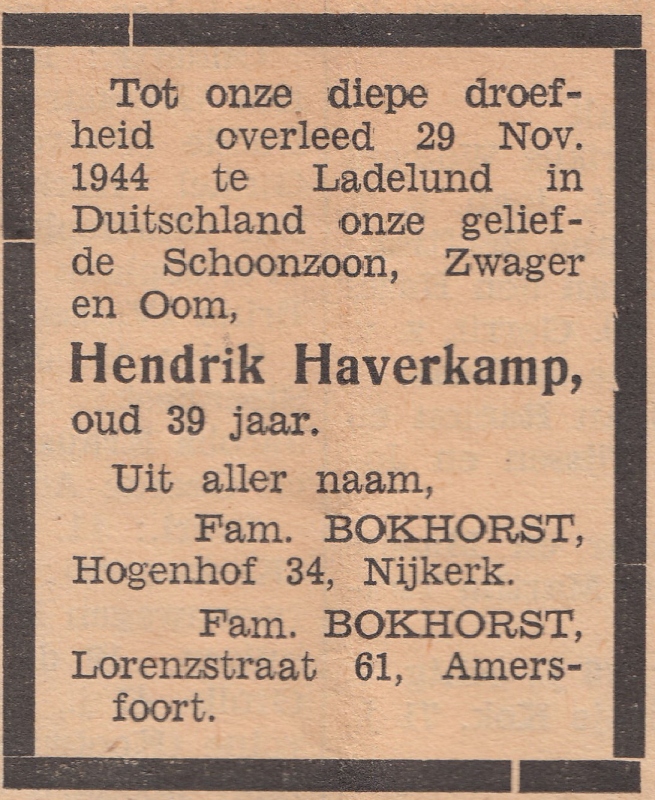 Tot onze diepe droef-
heid overleed 29 Nov.
1944 te Ladelund in
Duitschland onze gelief-
de Schoonzoon, Zwager
en Oom,
Hendrik Haverkamp,
oud 39 jaar.
Uit aller naam,
Fam. BOKHORST,
Hogenhof 34, Nijkerk.
Fam. BOKHORST,
Lorenzstraat 61, Amers-
foort.